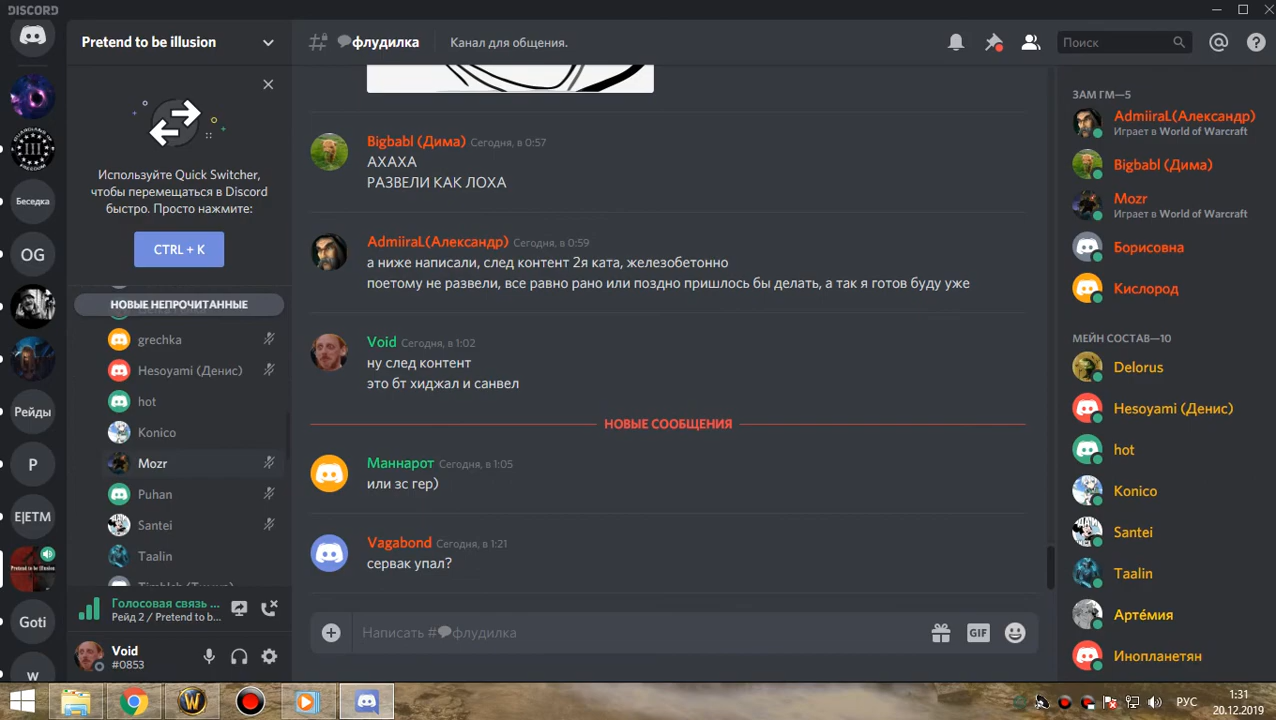 DISCORD
Pretend to be illusion
флудилка
Канал для общения.
Поиск
Используйте Quick Switcher,
чтобы перемещаться в Discord
быстро. Просто нажмите:
CTRL + K
НОВЫЕ НЕПРОЧИТАННЫЕ
grechka
Hesoyami (Денис)
hot
Konico
Mozr
Puhan
Santei
Taalin
Голосовая связь ...
Рейд 2 / Pretend to b...
Void
#0853
Беседка
OG
III
Рейды
P
E|ETM
Pretend to be Illusion
Goti
W
Bigbabl (Дима) Сегодня, в 0:57
АХАХА
РАЗВЕЛИ КАК ЛОХА
AdmiiraL(Александр) Сегодня, в 0:59
а ниже написали, след контент 2я ката, железобетонно
поетому не развели, все равно рано или поздно пришлось бы делать, а так я готов буду уже
Void Сегодня, в 1:02
ну след контент
это бт хиджал и санвел
НОВЫЕ СООБЩЕНИЯ
Маннарот Сегодня, в 1:05
или зс гер)
Vagabond Сегодня, в 1:21
сервак упал?
Написать #флудилка
GIF
ЗАМ ГМ—5
AdmiiraL(Александр)
Играет в World of Warcraft
Bigbabl (Дима)
Mozr
Играет в World of Warcraft
Борисовна
Кислород
МЕЙН СОСТАВ—10
Delorus
Hesoyami (Денис)
hot
Konico
Santei
Taalin
Артéмия
Инопланетян
РУС
1:31
20.12.2019